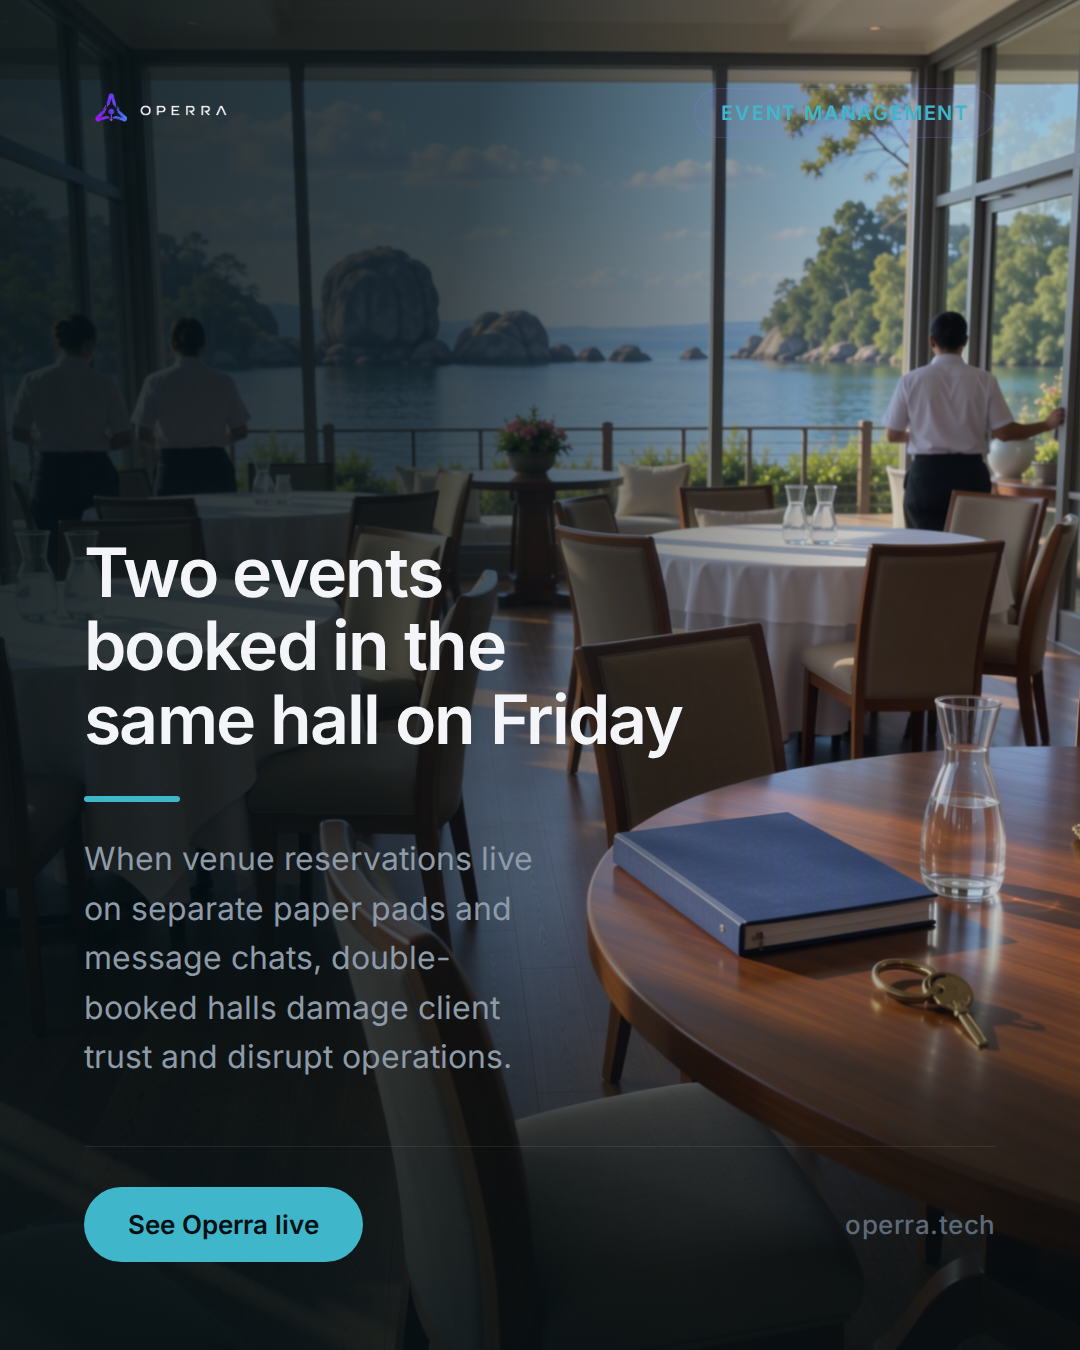 OPERRA
EVENT MANAGEMENT
Two events
booked in the
same hall on Friday
When venue reservations live
on separate paper pads and
message chats, double-
booked halls damage client
trust and disrupt operations.
See Operra live
operra.tech